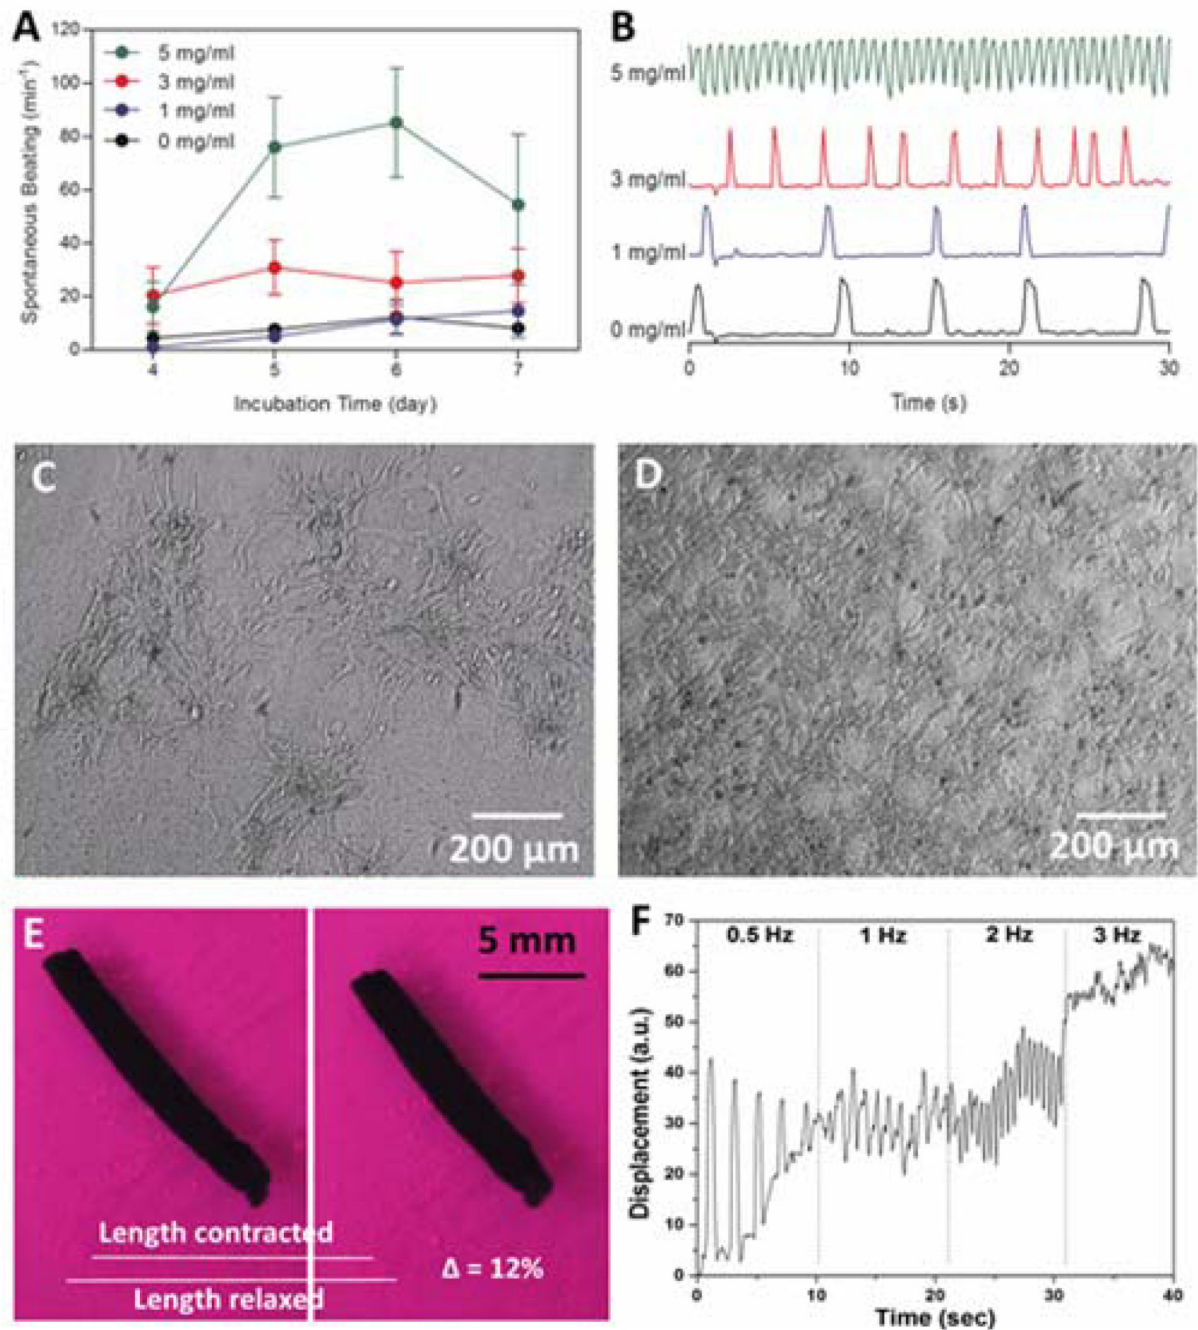 A
120
100
80
60
40
20
0
Spontaneous Beating (min⁻¹)
5 mg/ml
3 mg/ml
1 mg/ml
0 mg/ml
4 5 6 7
Incubation Time (day)
B
5 mg/ml
3 mg/ml
1 mg/ml
0 mg/ml
0 10 20 30
Time (s)
C
200 µm
D
200 µm
E
5 mm
Length contracted
Δ = 12%
Length relaxed
F
70
60
50
40
30
20
10
0
Displacement (a.u.)
0.5 Hz 1 Hz 2 Hz 3 Hz
0 10 20 30 40
Time (sec)